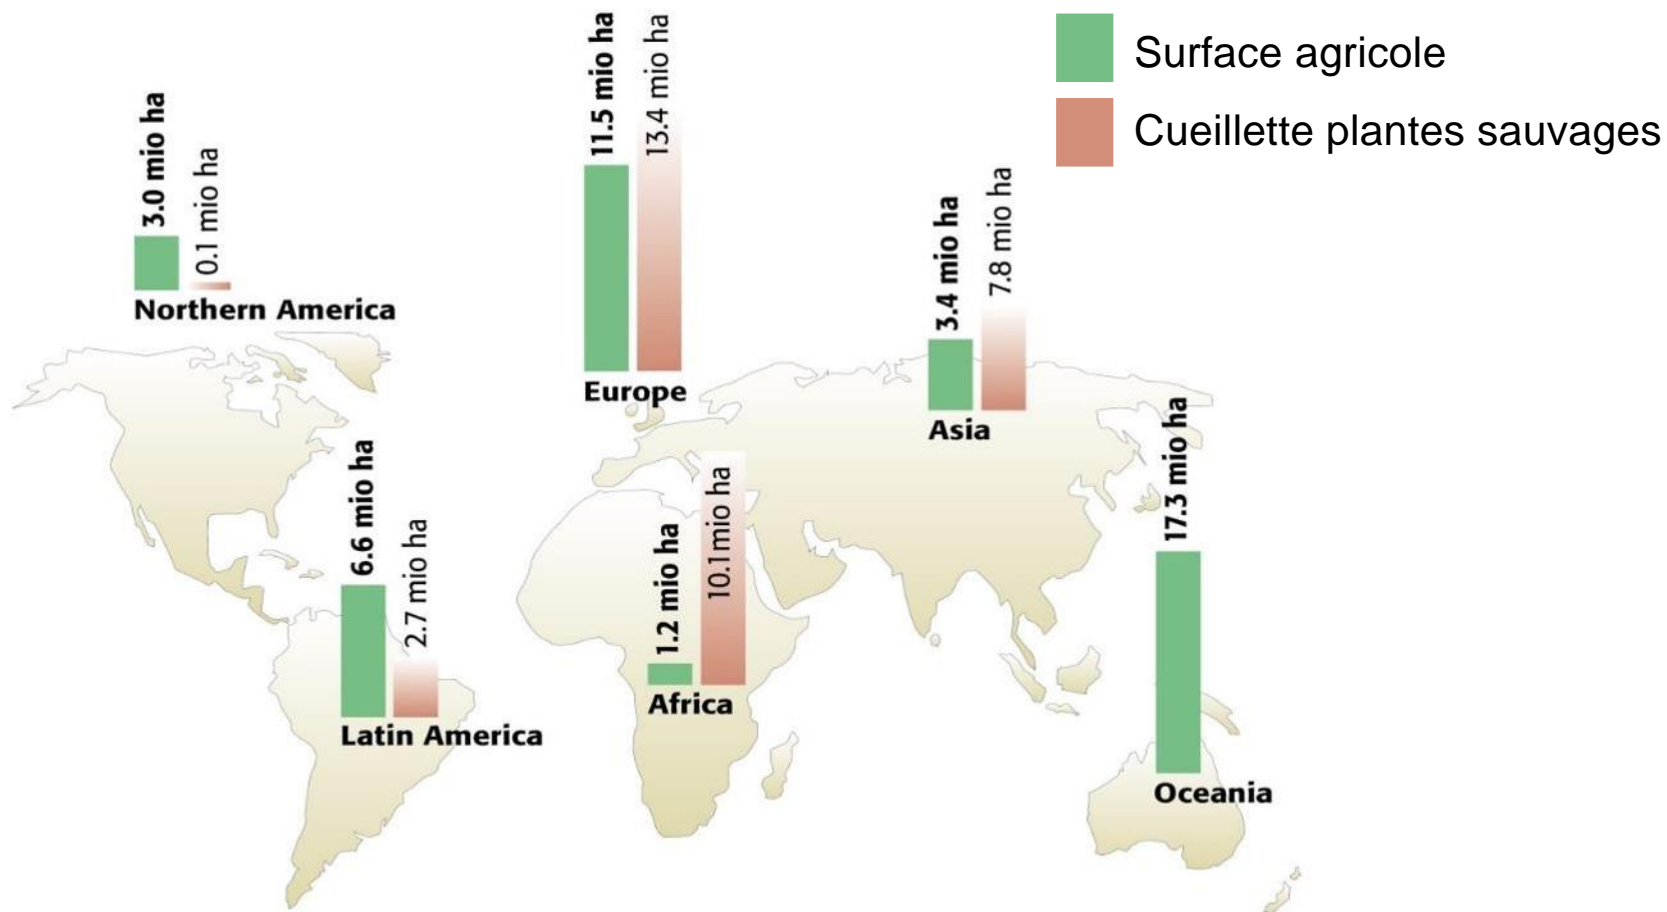 Surface agricole
Cueillette plantes sauvages
3.0 mio ha
0.1 mio ha
Northern America
11.5 mio ha
13.4 mio ha
Europe
3.4 mio ha
7.8 mio ha
Asia
6.6 mio ha
2.7 mio ha
Latin America
1.2 mio ha
10.1 mio ha
Africa
17.3 mio ha
Oceania